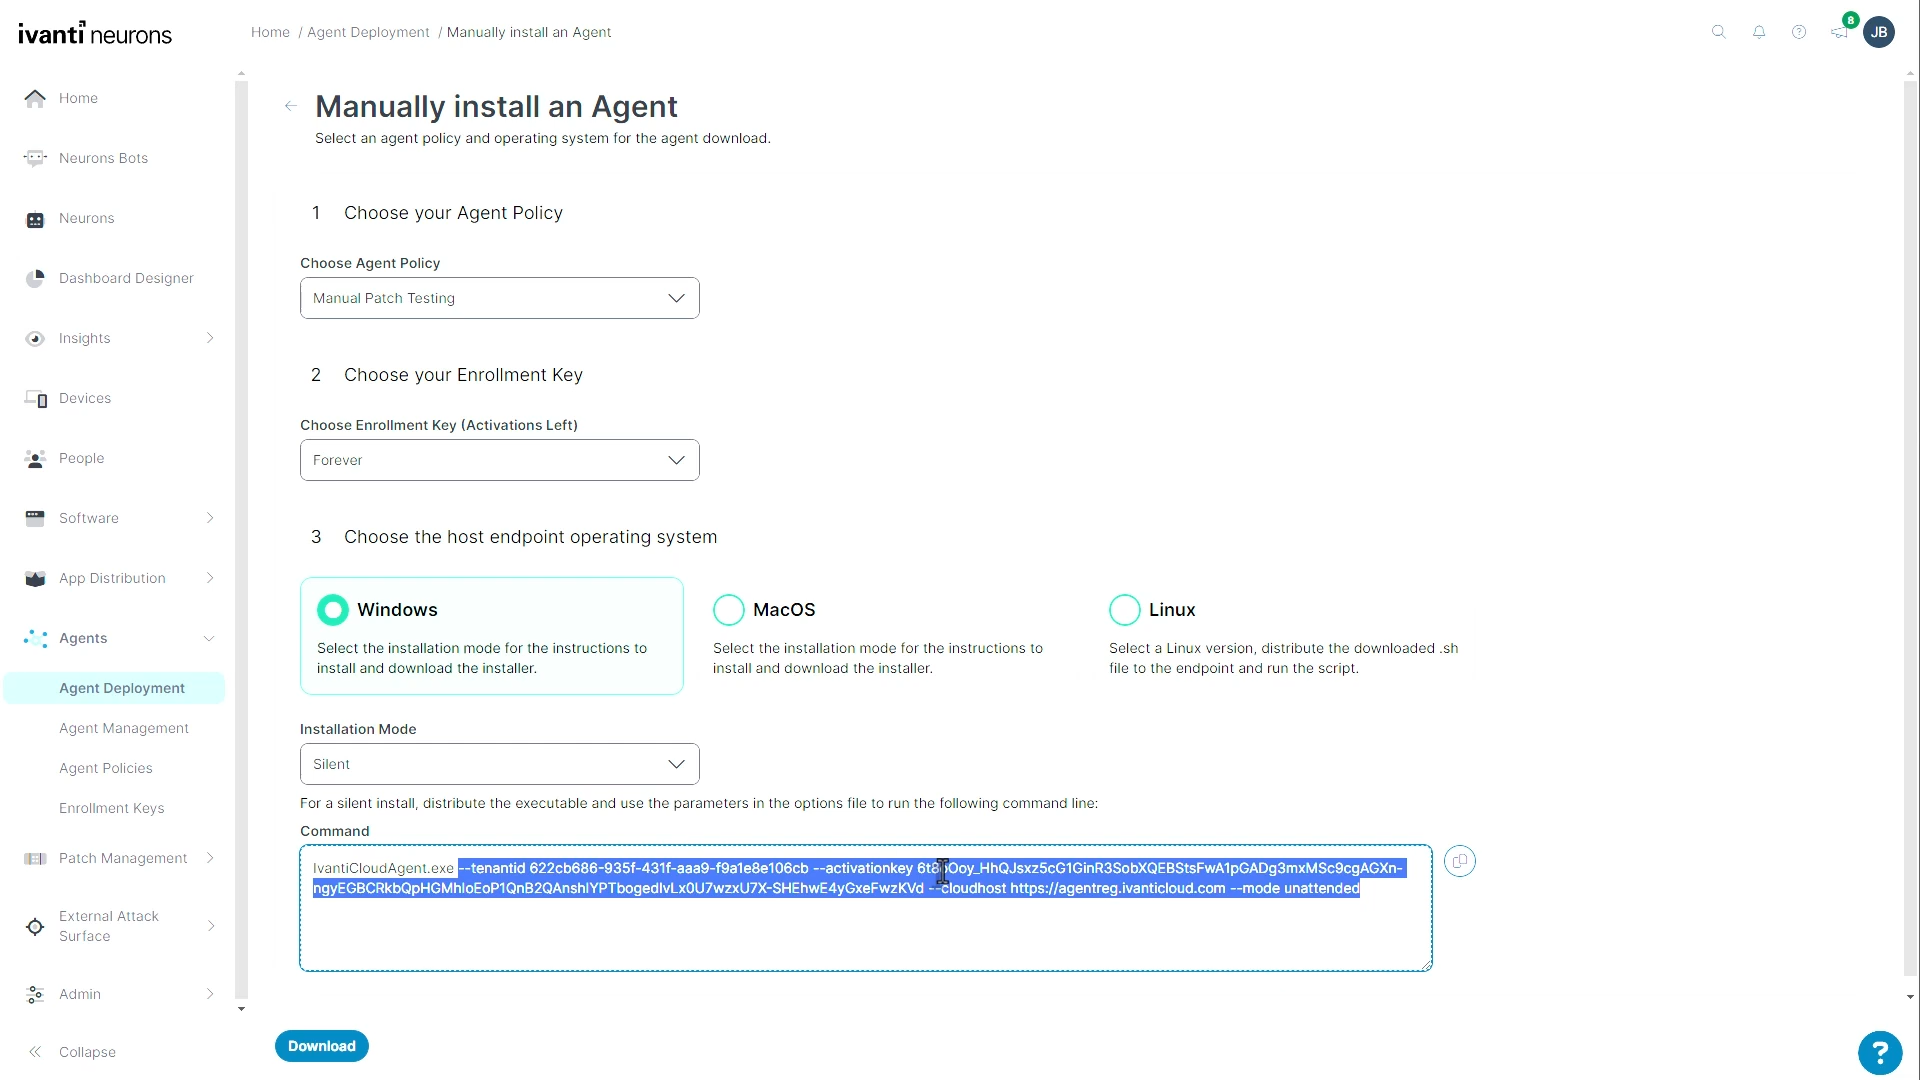 ivanti neurons
Home / Agent Deployment / Manually install an Agent
8
JB
Home
Neurons Bots
Neurons
Dashboard Designer
Insights
Devices
People
Software
App Distribution
Agents
Agent Deployment
Agent Management
Agent Policies
Enrollment Keys
Patch Management
External Attack
Surface
Admin
Collapse
Manually install an Agent
Select an agent policy and operating system for the agent download.
1 Choose your Agent Policy
Choose Agent Policy
Manual Patch Testing
2 Choose your Enrollment Key
Choose Enrollment Key (Activations Left)
Forever
3 Choose the host endpoint operating system
Windows
Select the installation mode for the instructions to
install and download the installer.
MacOS
Select the installation mode for the instructions to
install and download the installer.
Linux
Select a Linux version, distribute the downloaded .sh
file to the endpoint and run the script.
Installation Mode
Silent
For a silent install, distribute the executable and use the parameters in the options file to run the following command line:
Command
IvantiCloudAgent.exe --tenantid 622cb686-935f-431f-aaa9-f9a1e8e106cb --activationkey
--cloudhost https://agentreg.ivanticloud.com --mode unattended
Download
?